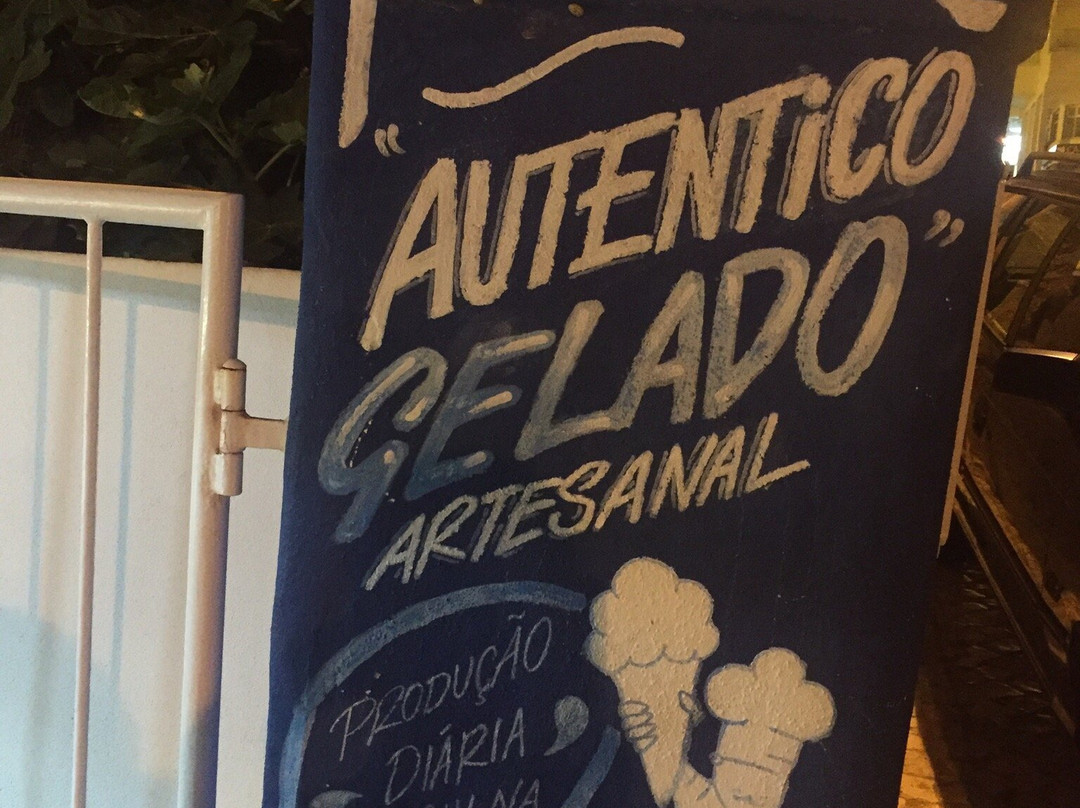 “AUTENTiCO
GELADO”
ARTESANAL
PRODUÇÃO
DIÁRIA